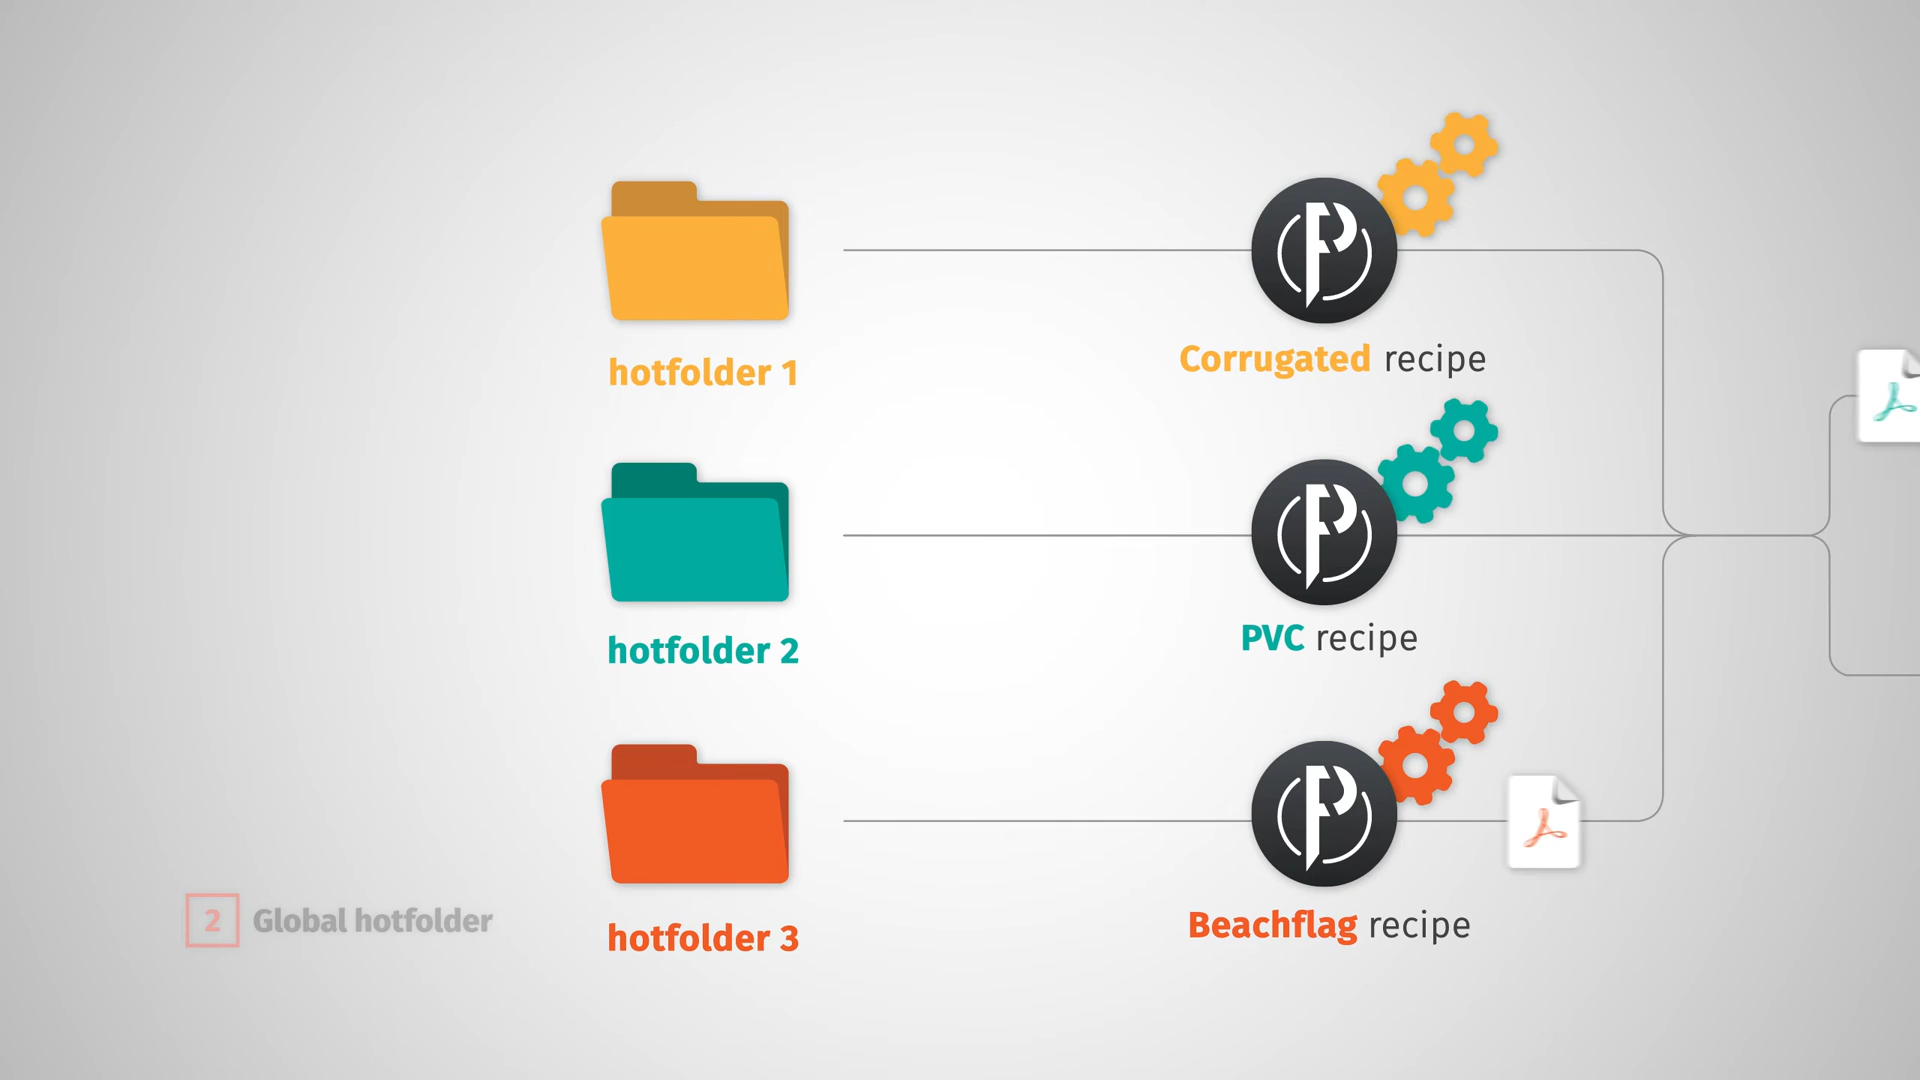 hotfolder 1
Corrugated recipe
hotfolder 2
PVC recipe
hotfolder 3
Beachflag recipe
2 Global hotfolder